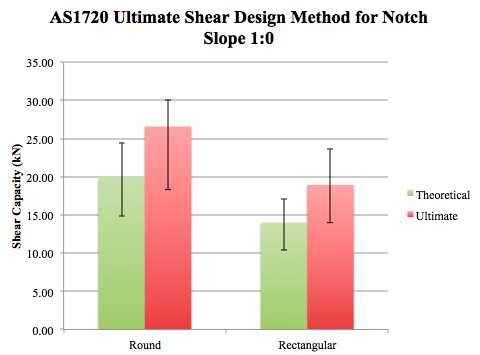 AS1720 Ultimate Shear Design Method for Notch
Slope 1:0
35.00
30.00
25.00
20.00
15.00
10.00
5.00
0.00
Shear Capacity (kN)
Round
Rectangular
Theoretical
Ultimate